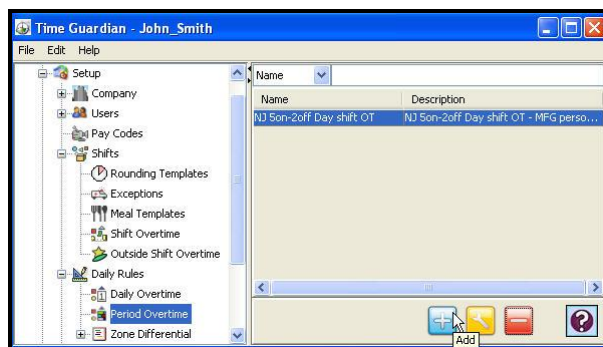 Time Guardian - John_Smith
File Edit Help
Setup
Company
Users
Pay Codes
Shifts
Rounding Templates
Exceptions
Meal Templates
Shift Overtime
Outside Shift Overtime
Daily Rules
Daily Overtime
Period Overtime
Zone Differential
Name
Name Description
NJ 5on-2off Day shift OT NJ 5on-2off Day shift OT - MFG perso...
Add